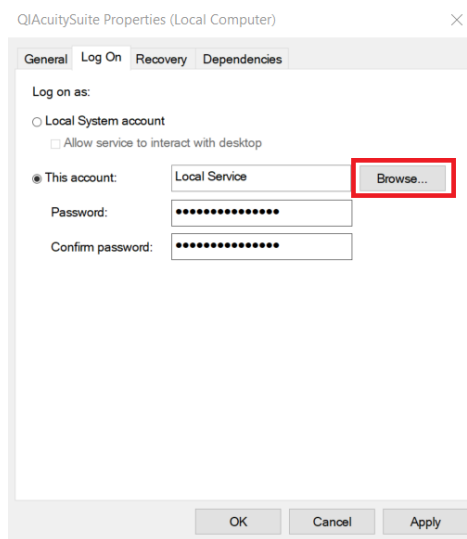 QIAcuitySuite Properties (Local Computer)
General Log On Recovery Dependencies
Log on as:
Local System account
Allow service to interact with desktop
This account: Local Service Browse...
Password: ●●●●●●●●●●●●●●●
Confirm password: ●●●●●●●●●●●●●●●
OK Cancel Apply